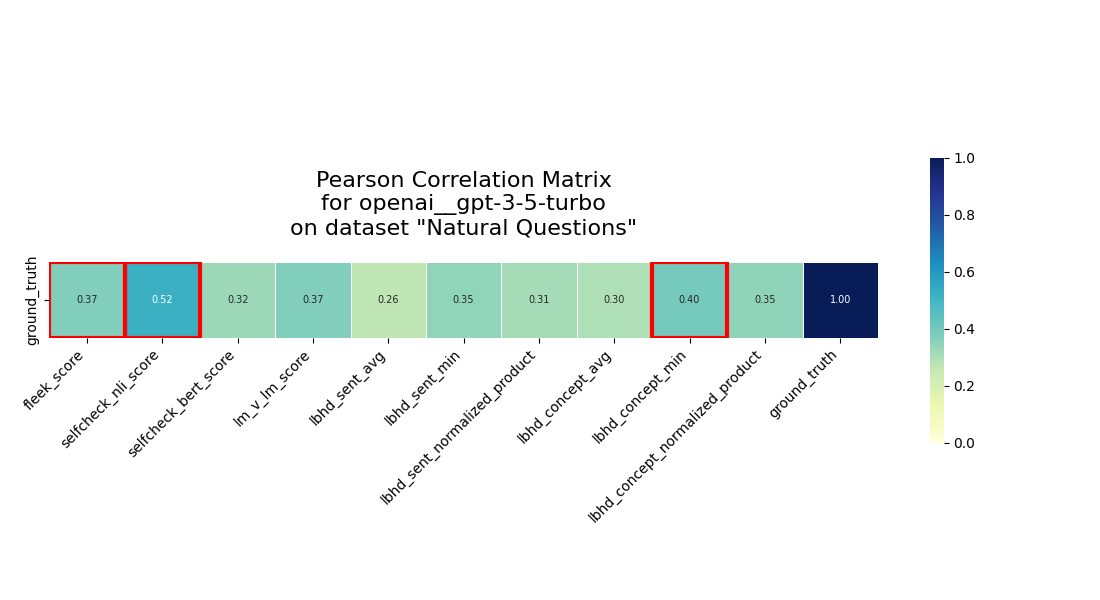 Pearson Correlation Matrix
for openai__gpt-3-5-turbo
on dataset "Natural Questions"
ground_truth
0.37
0.52
0.32
0.37
0.26
0.35
0.31
0.30
0.40
0.35
1.00
fleek_score
selfcheck_nli_score
selfcheck_bert_score
lm_v_lm_score
lbhd_sent_avg
lbhd_sent_min
lbhd_sent_normalized_product
lbhd_concept_avg
lbhd_concept_min
lbhd_concept_normalized_product
ground_truth
1.0
0.8
0.6
0.4
0.2
0.0